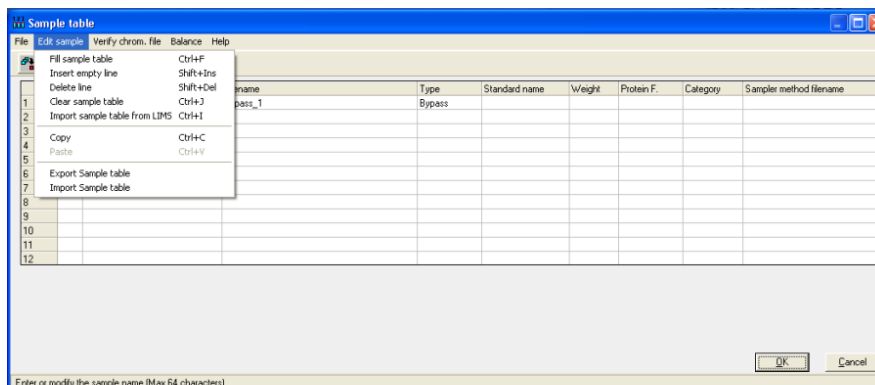 Sample table
File Edit sample Verify chrom. file Balance Help
Fill sample table Ctrl+F
Insert empty line Shift+Ins
Delete line Shift+Del
Clear sample table Ctrl+J
Import sample table from LIMS Ctrl+I
Copy Ctrl+C
Paste Ctrl+V
Export Sample table
Import Sample table
Type Standard name Weight Protein F. Category Sampler method filename
1 Bypass
2
3
4
5
6
7
8
9
10
11
12
OK Cancel
Enter or modify the sample name (Max 64 characters)